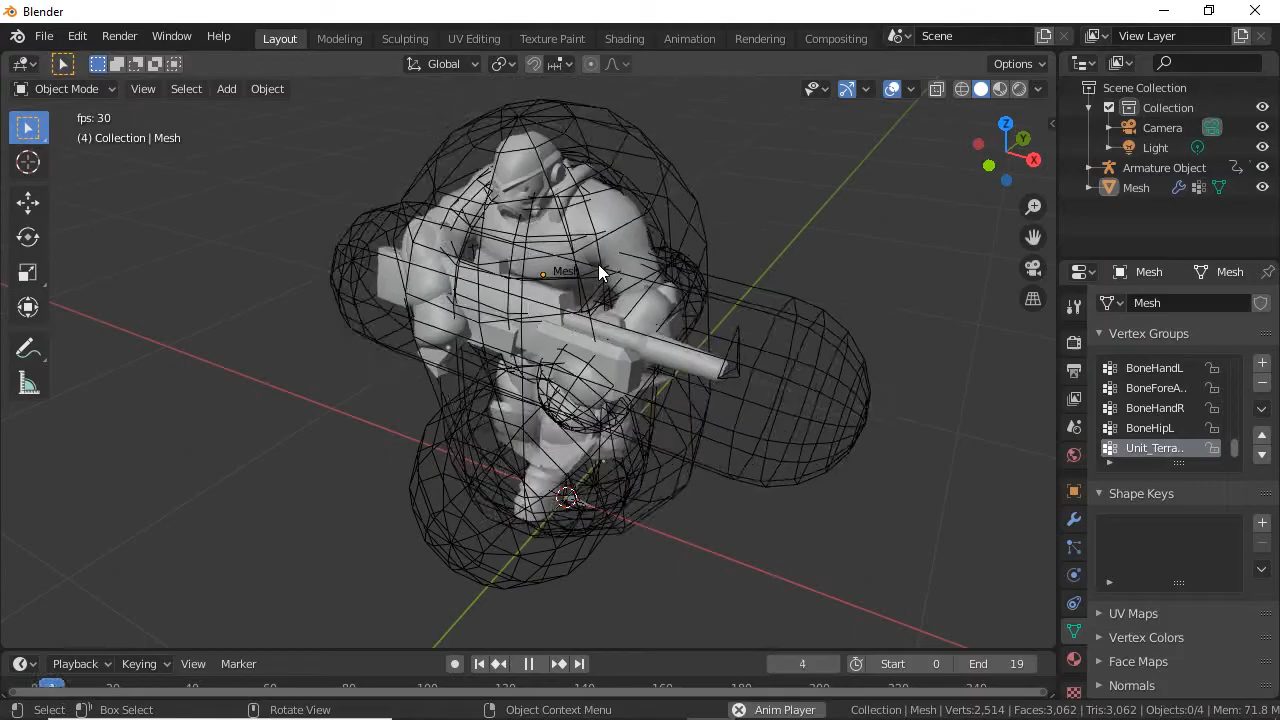 Blender
File Edit Render Window Help
Layout Modeling Sculpting UV Editing Texture Paint Shading Animation Rendering Compositing
Scene
View Layer
Global
Options
Object Mode View Select Add Object
fps: 30
(4) Collection | Mesh
Mesh
Z
Y
X
Scene Collection
Collection
Camera
Light
Armature Object
Mesh
Mesh Mesh
Mesh
Vertex Groups
BoneHandL
BoneForeA..
BoneHandR
BoneHipL
Unit_Terra..
Shape Keys
UV Maps
Vertex Colors
Face Maps
Normals
Playback Keying View Marker
4
Start 0
End 19
Select Box Select Rotate View Object Context Menu
Anim Player
Collection | Mesh | Verts:2,514 | Faces:3,062 | Tris:3,062 | Objects:0/4 | Mem: 71.8 M